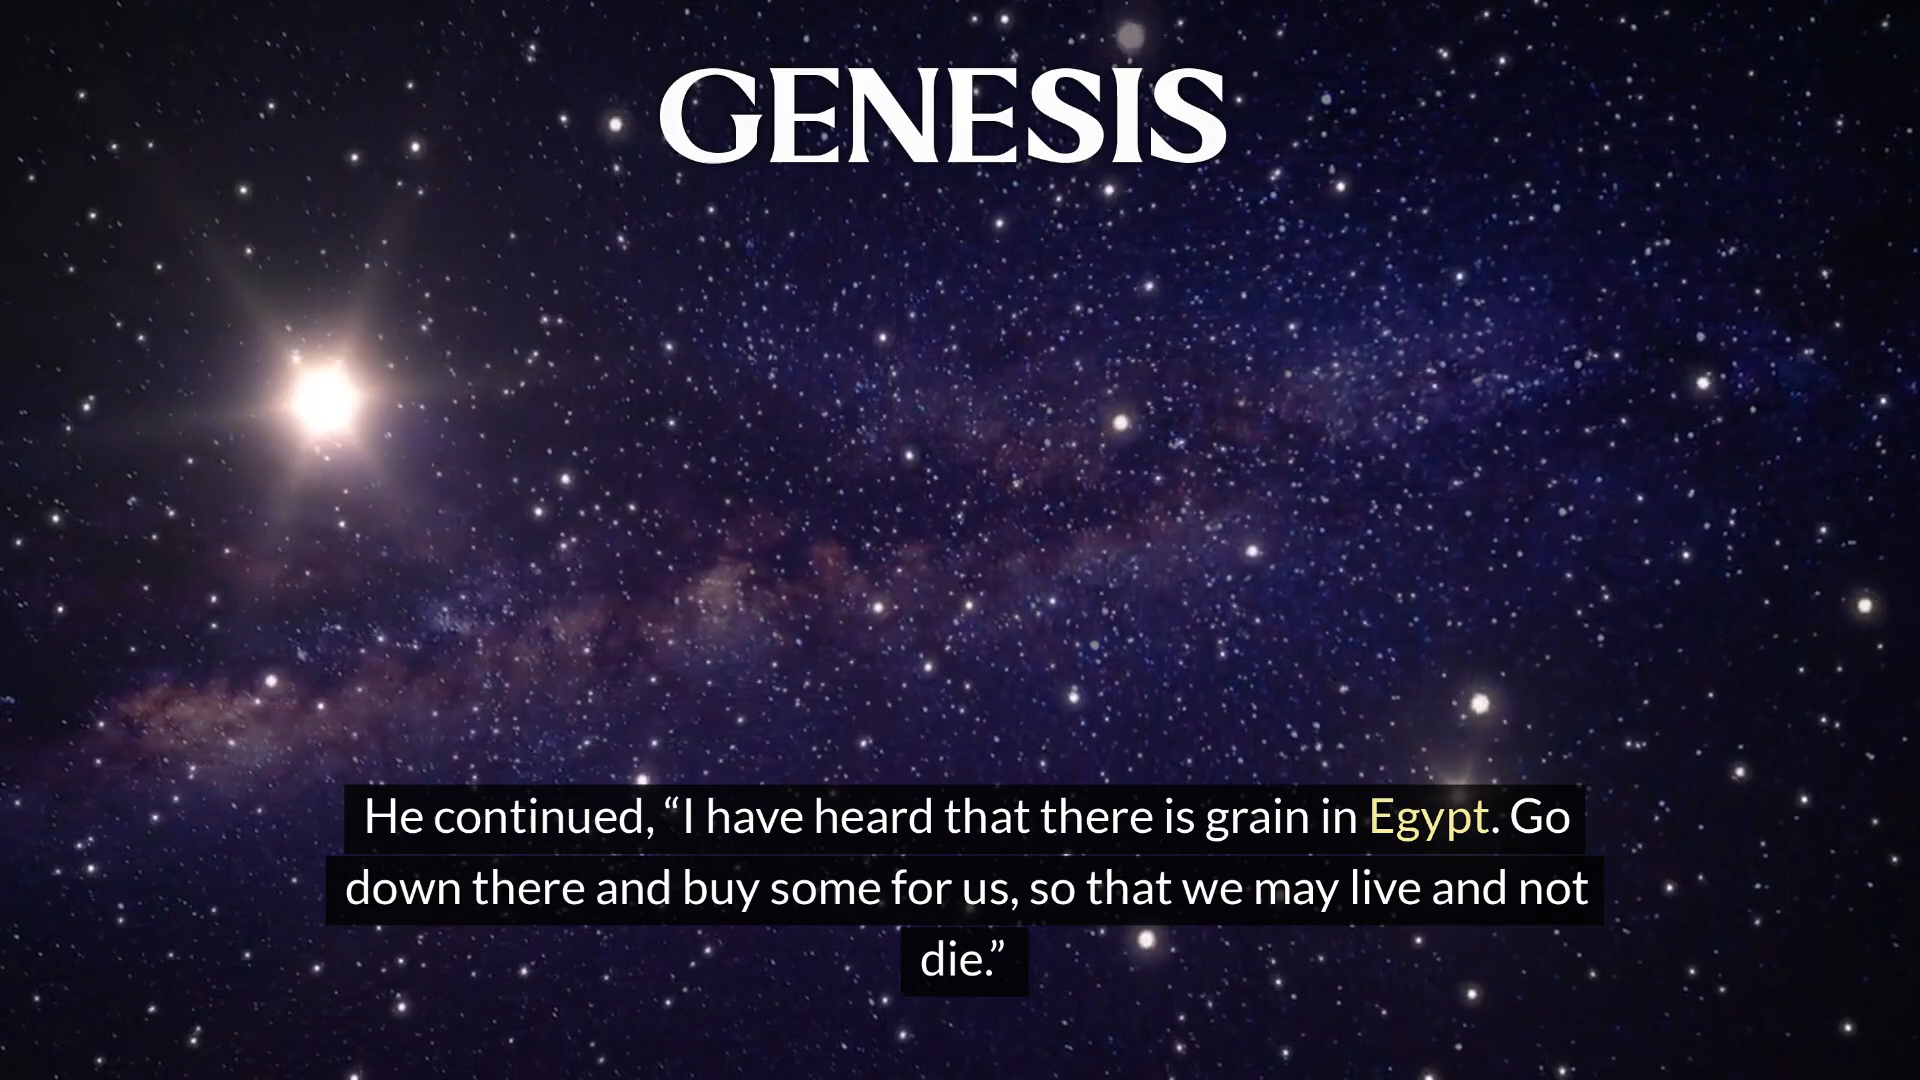 GENESIS
He continued, “I have heard that there is grain in Egypt. Go
down there and buy some for us, so that we may live and not
die.”